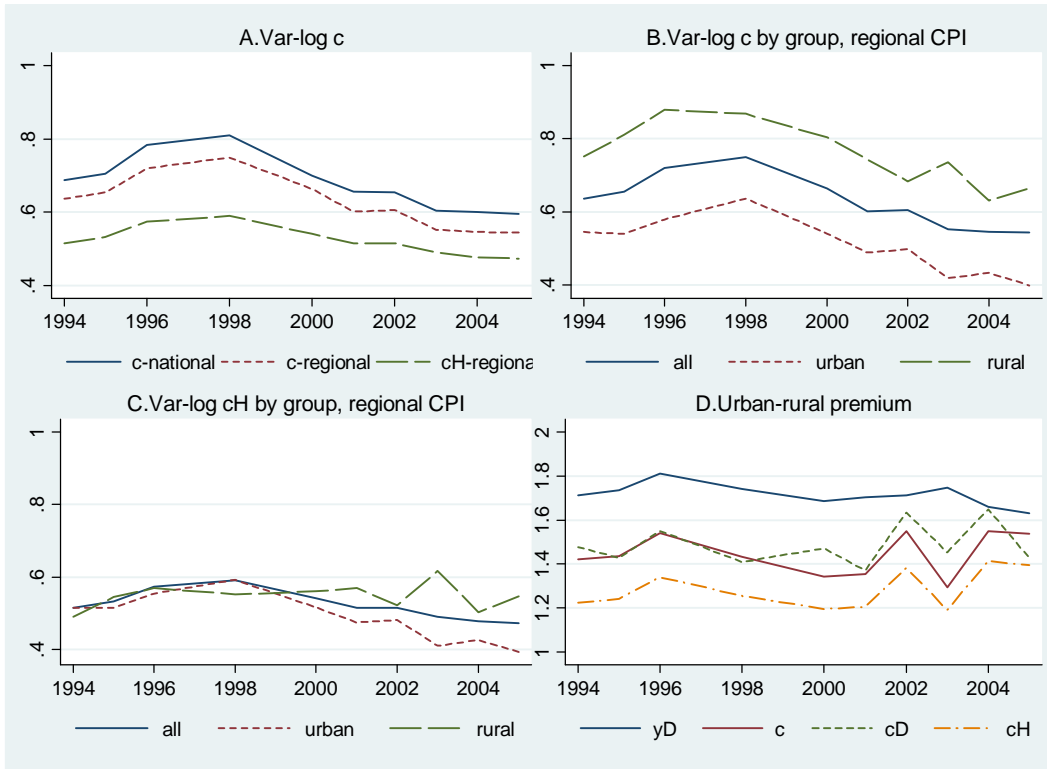 A.Var-log c
1
.8
.6
.4
1994 1996 1998 2000 2002 2004
c-national c-regional cH-regiona
B.Var-log c by group, regional CPI
1
.8
.6
.4
1994 1996 1998 2000 2002 2004
all urban rural
C.Var-log cH by group, regional CPI
1
.8
.6
.4
1994 1996 1998 2000 2002 2004
all urban rural
D.Urban-rural premium
2
1.8
1.6
1.4
1.2
1
1994 1996 1998 2000 2002 2004
yD c cD cH